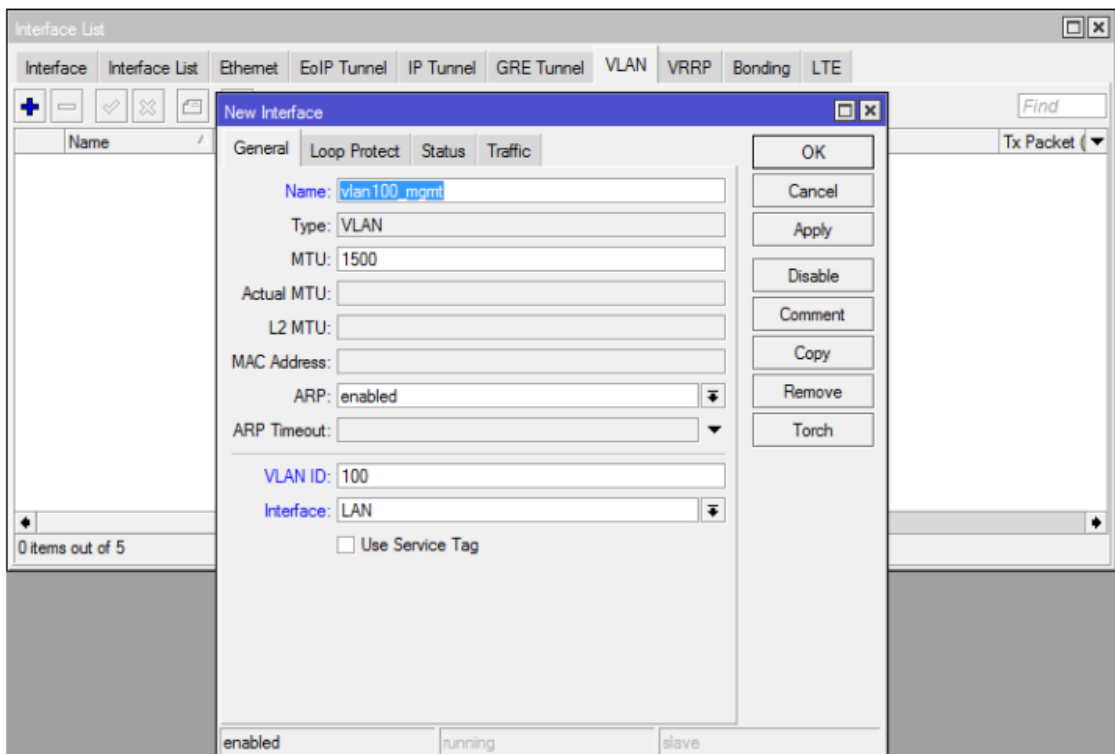 Interface List
Interface Interface List Ethernet EoIP Tunnel IP Tunnel GRE Tunnel VLAN VRRP Bonding LTE
Find
Name
Tx Packet (
New Interface
General Loop Protect Status Traffic
Name: vlan100_mgmt
Type: VLAN
MTU: 1500
Actual MTU:
L2 MTU:
MAC Address:
ARP: enabled
ARP Timeout:
VLAN ID: 100
Interface: LAN
Use Service Tag
OK
Cancel
Apply
Disable
Comment
Copy
Remove
Torch
enabled running slave
0 items out of 5